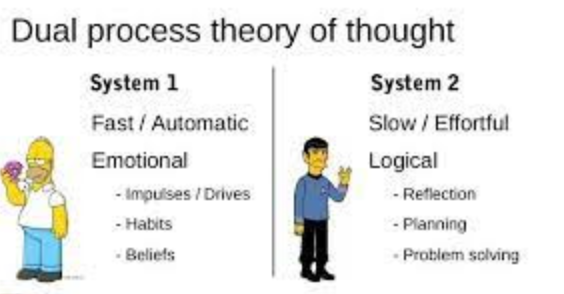 Dual process theory of thought
System 1
Fast / Automatic
Emotional
- Impulses / Drives
- Habits
- Beliefs
System 2
Slow / Effortful
Logical
- Reflection
- Planning
- Problem solving